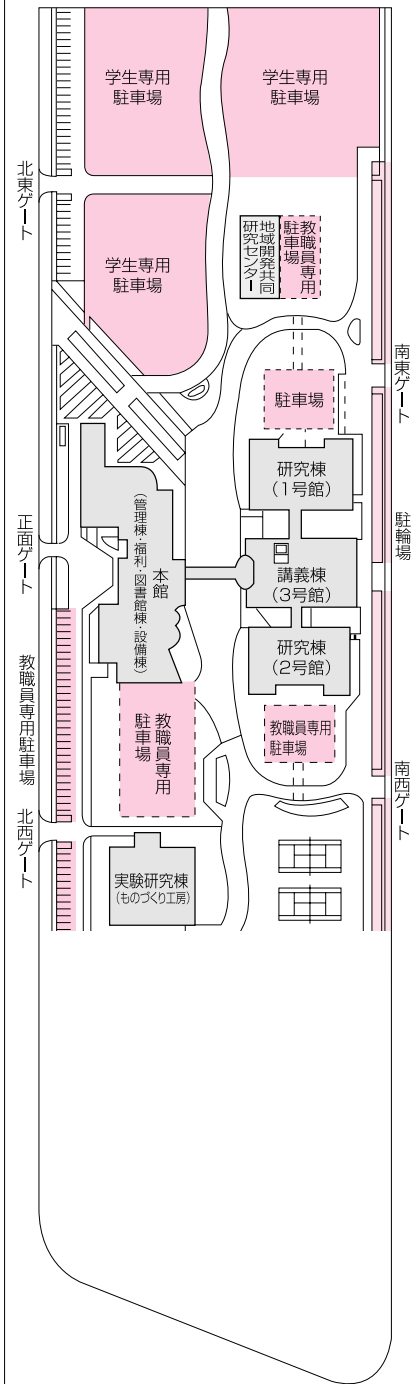 学生専用
駐車場
学生専用
駐車場
北東ゲート
地域開発共同
研究センター
教職員専用
駐車場
学生専用
駐車場
南東ゲート
駐車場
研究棟
(1号館)
正面ゲート
本館
(管理棟・福利・図書館棟・設備棟)
講義棟
(3号館)
駐輪場
研究棟
(2号館)
教職員専用駐車場
教職員専用
駐車場
教職員専用
駐車場
北西ゲート
南西ゲート
実験研究棟
(ものづくり工房)